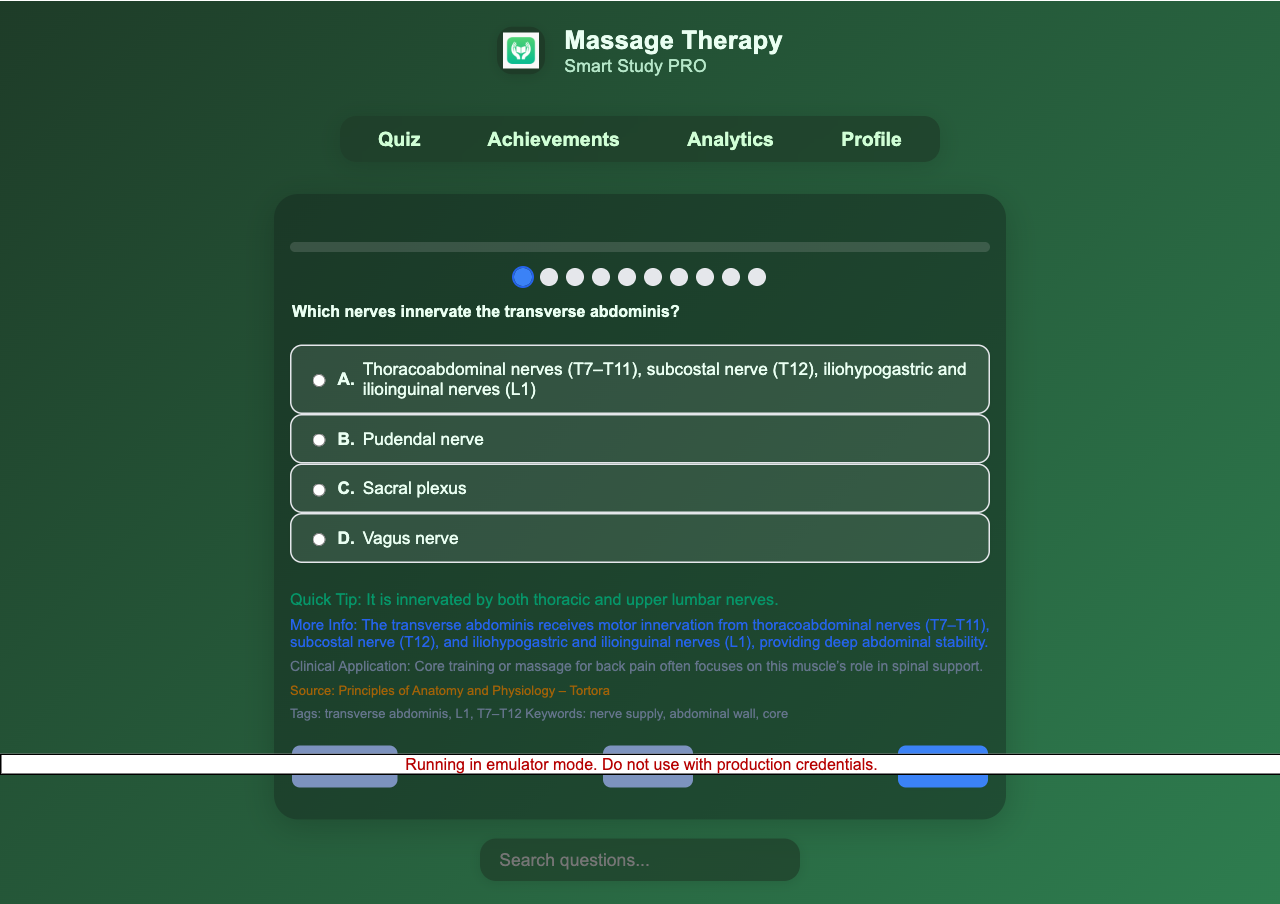 Massage Therapy
Smart Study PRO
Quiz Achievements Analytics Profile
Which nerves innervate the transverse abdominis?
A. Thoracoabdominal nerves (T7–T11), subcostal nerve (T12), iliohypogastric and
ilioinguinal nerves (L1)
B. Pudendal nerve
C. Sacral plexus
D. Vagus nerve
Quick Tip: It is innervated by both thoracic and upper lumbar nerves.
More Info: The transverse abdominis receives motor innervation from thoracoabdominal nerves (T7–T11),
subcostal nerve (T12), and iliohypogastric and ilioinguinal nerves (L1), providing deep abdominal stability.
Clinical Application: Core training or massage for back pain often focuses on this muscle’s role in spinal support.
Source: Principles of Anatomy and Physiology – Tortora
Tags: transverse abdominis, L1, T7–T12 Keywords: nerve supply, abdominal wall, core
Running in emulator mode. Do not use with production credentials.
Search questions...